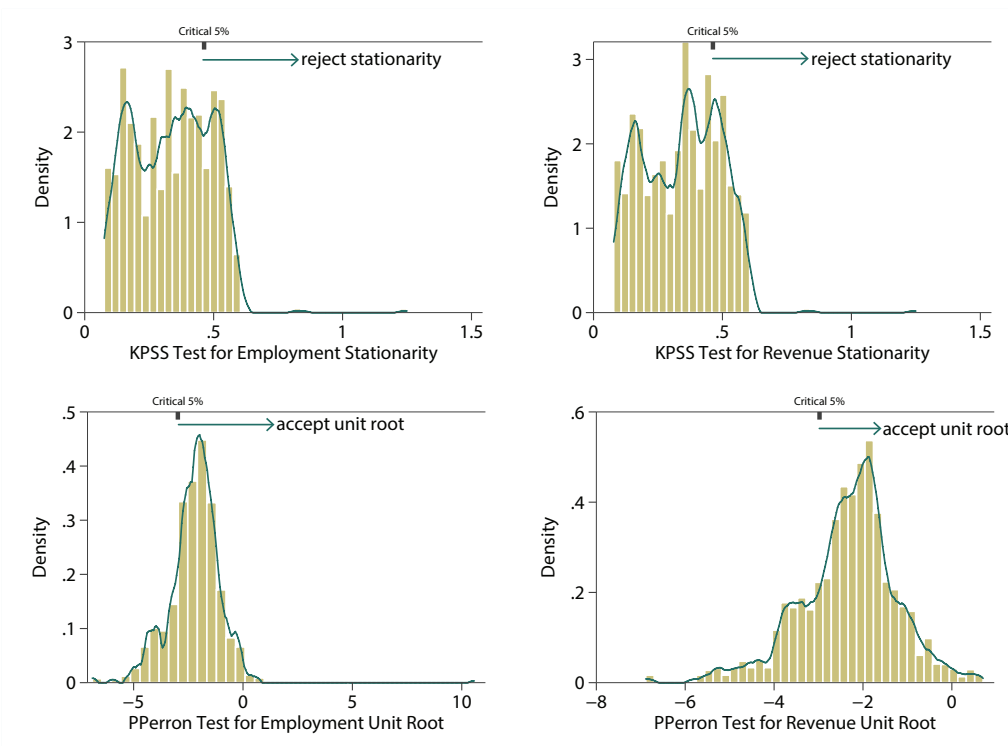 Critical 5%
reject stationarity
3
2
1
0
Density
0 .5 1 1.5
KPSS Test for Employment Stationarity
Critical 5%
reject stationarity
3
2
1
0
Density
0 .5 1 1.5
KPSS Test for Revenue Stationarity
Critical 5%
accept unit root
.5
.4
.3
.2
.1
0
Density
−5 0 5 10
PPerron Test for Employment Unit Root
Critical 5%
accept unit root
.6
.4
.2
0
Density
−8 −6 −4 −2 0
PPerron Test for Revenue Unit Root